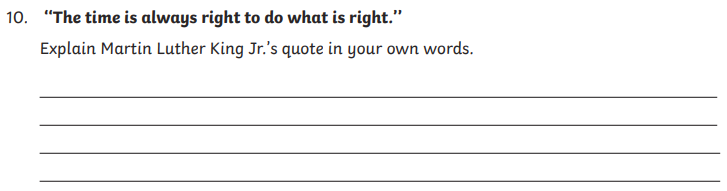 10. “The time is always right to do what is right.”
Explain Martin Luther King Jr.’s quote in your own words.